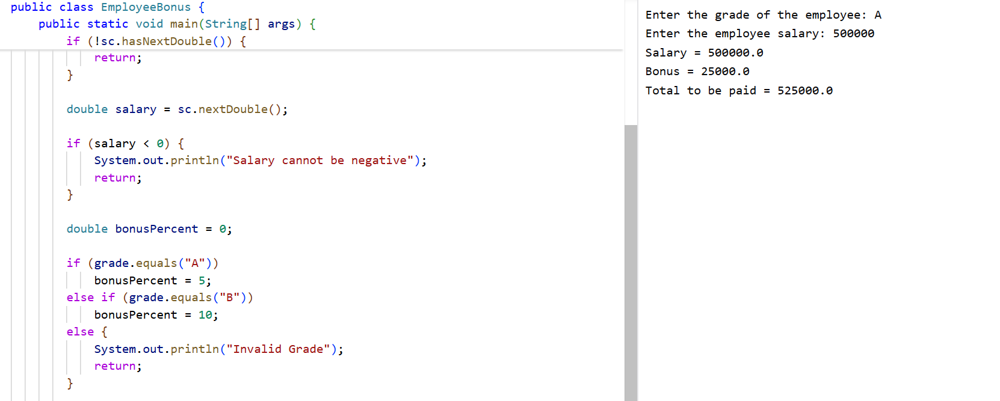 public class EmployeeBonus {
public static void main(String[] args) {
if (!sc.hasNextDouble()) {
return;
}
double salary = sc.nextDouble();
if (salary < 0) {
System.out.println("Salary cannot be negative");
return;
}
double bonusPercent = 0;
if (grade.equals("A"))
bonusPercent = 5;
else if (grade.equals("B"))
bonusPercent = 10;
else {
System.out.println("Invalid Grade");
return;
}
Enter the grade of the employee: A
Enter the employee salary: 500000
Salary = 500000.0
Bonus = 25000.0
Total to be paid = 525000.0